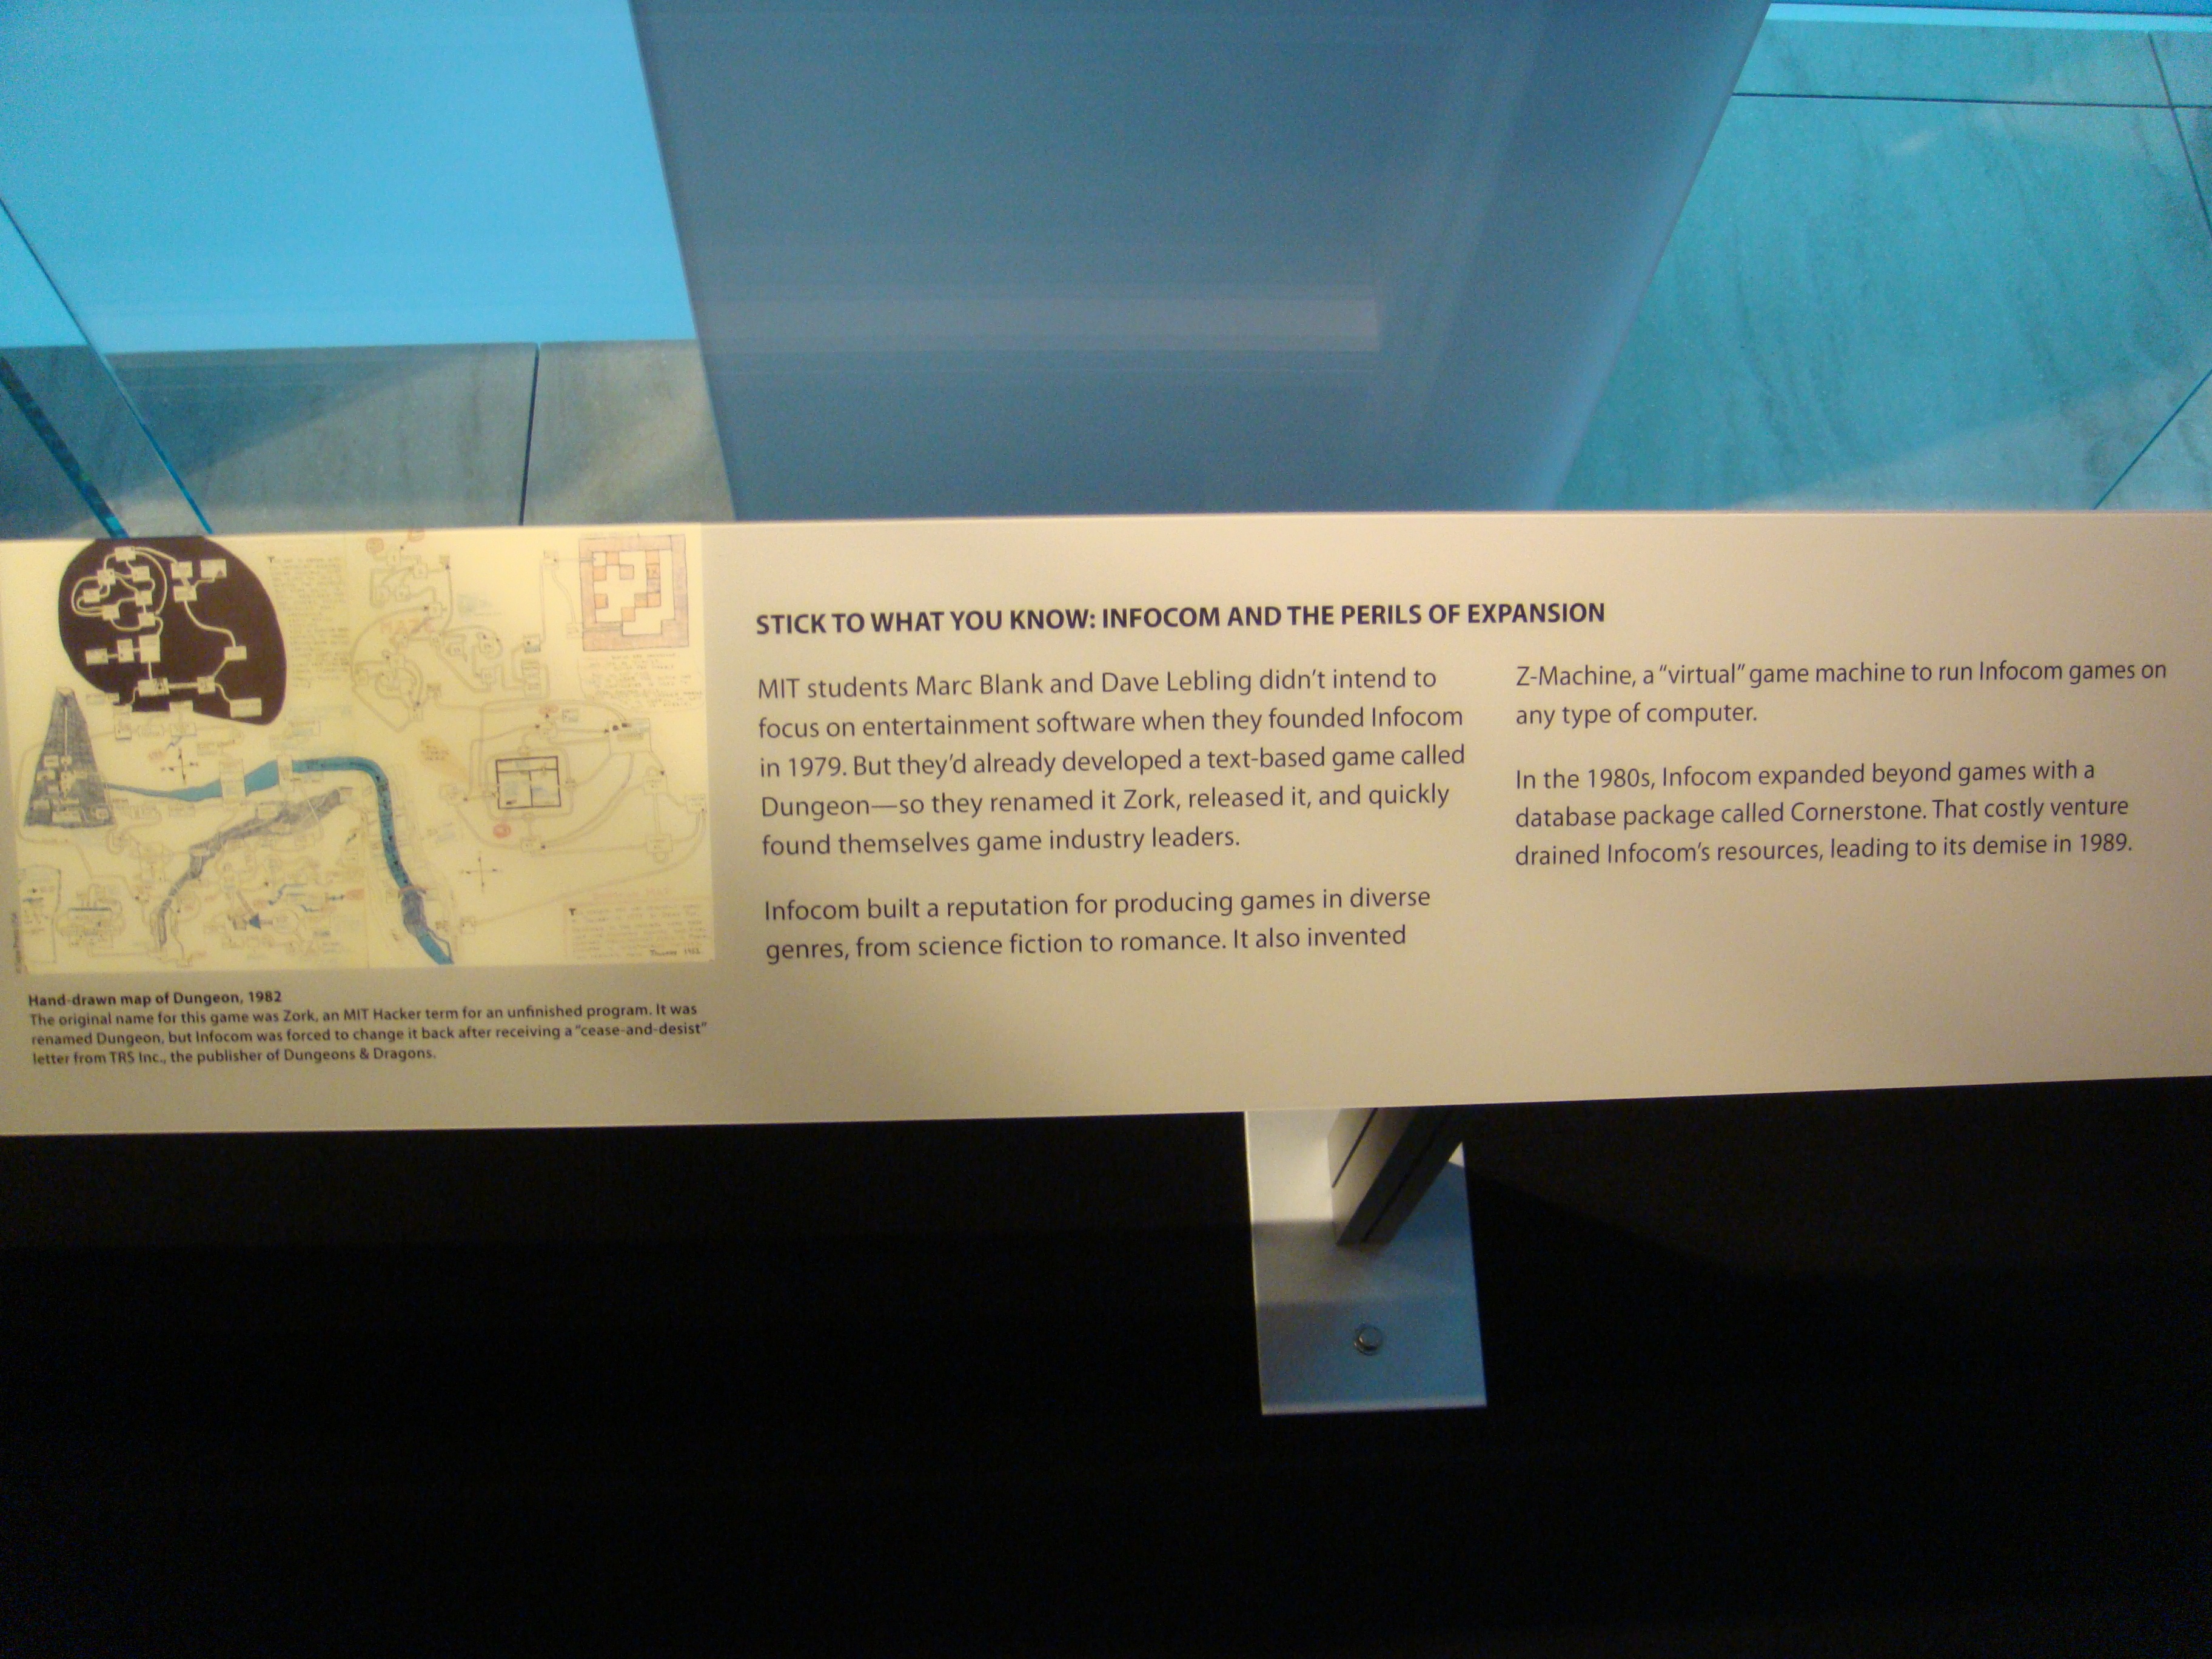 STICK TO WHAT YOU KNOW: INFOCOM AND THE PERILS OF EXPANSION
MIT students Marc Blank and Dave Lebling didn't intend to
focus on entertainment software when they founded Infocom
in 1979. But they'd already developed a text-based game called
Dungeon—so they renamed it Zork, released it, and quickly
found themselves game industry leaders.
Infocom built a reputation for producing games in diverse
genres, from science fiction to romance. It also invented
Z-Machine, a “virtual” game machine to run Infocom games on
any type of computer.
In the 1980s, Infocom expanded beyond games with a
database package called Cornerstone. That costly venture
drained Infocom's resources, leading to its demise in 1989.
Hand-drawn map of Dungeon, 1982
The original name for this game was Zork, an MIT Hacker term for an unfinished program. It was
renamed Dungeon, but Infocom was forced to change it back after receiving a “cease-and-desist”
letter from TRS Inc., the publisher of Dungeons & Dragons.